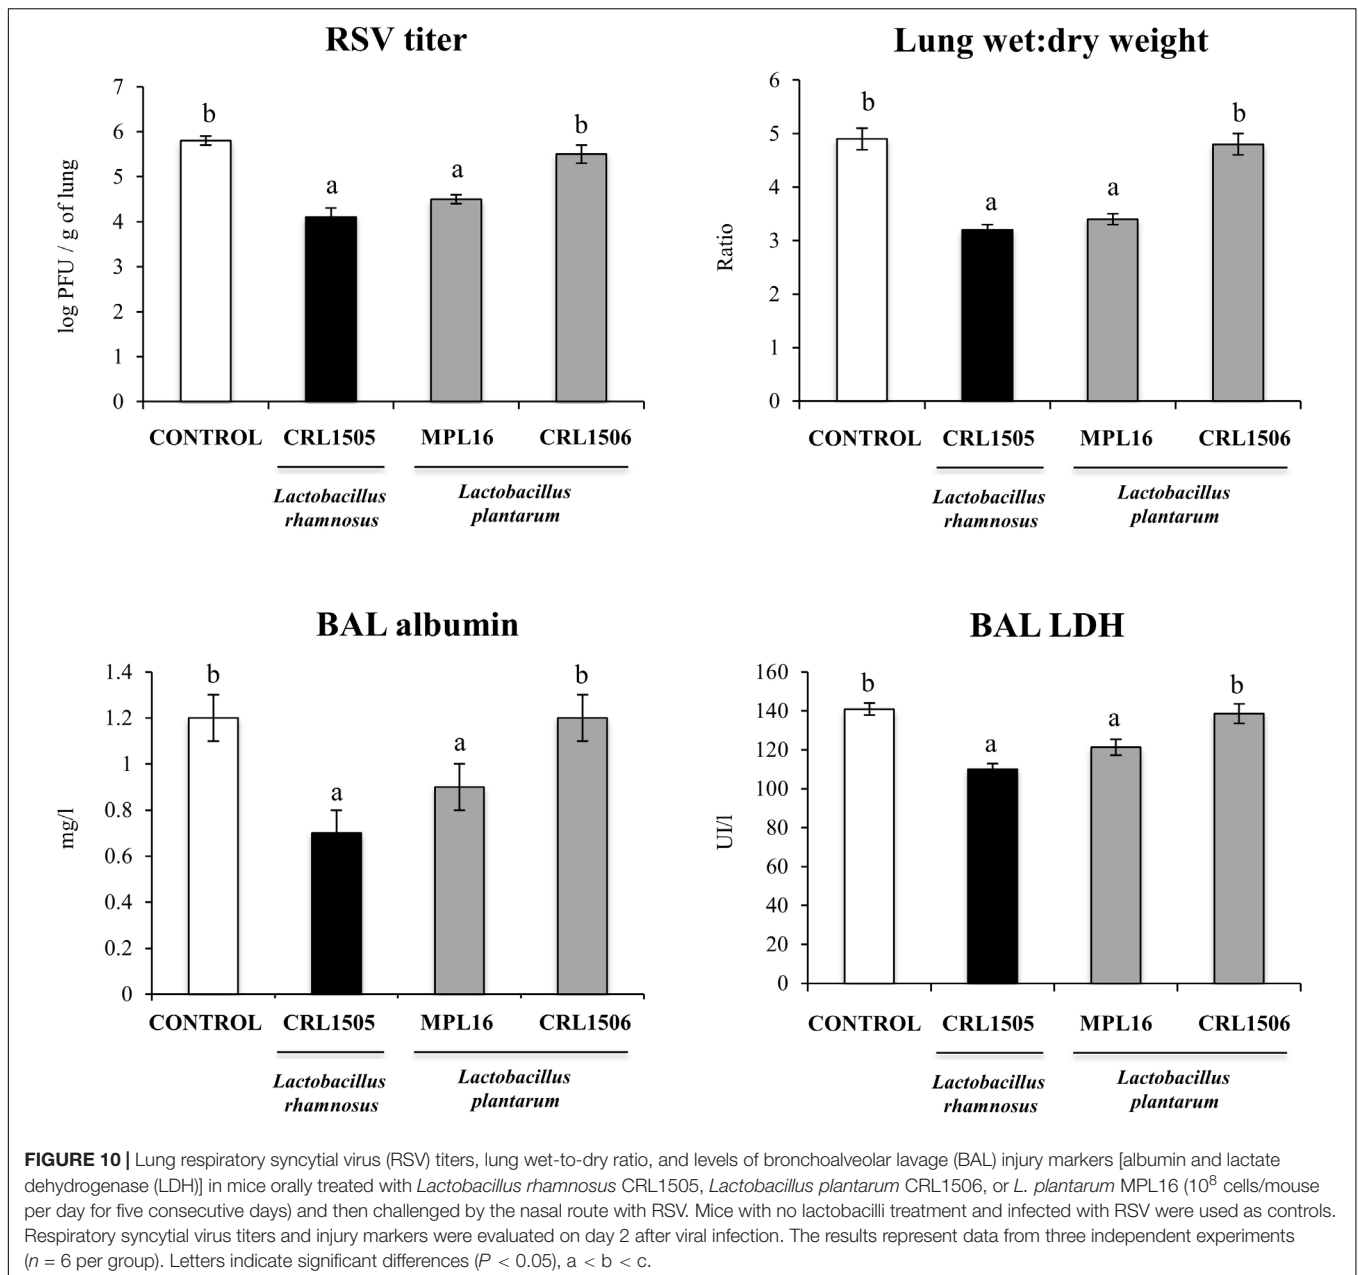 RSV titer
7
6
5
4
3
2
1
0
log PFU / g of lung
b
a
a
b
CONTROL CRL1505 MPL16 CRL1506
Lactobacillus
rhamnosus
Lactobacillus
plantarum
Lung wet:dry weight
6
5
4
3
2
1
0
Ratio
b
a
a
b
CONTROL CRL1505 MPL16 CRL1506
Lactobacillus
rhamnosus
Lactobacillus
plantarum
BAL albumin
1.4
1.2
1
0.8
0.6
0.4
0.2
0
mg/l
b
a
a
b
CONTROL CRL1505 MPL16 CRL1506
Lactobacillus
rhamnosus
Lactobacillus
plantarum
BAL LDH
160
140
120
100
80
60
40
20
0
UI/l
b
a
a
b
CONTROL CRL1505 MPL16 CRL1506
Lactobacillus
rhamnosus
Lactobacillus
plantarum
FIGURE 10 | Lung respiratory syncytial virus (RSV) titers, lung wet-to-dry ratio, and levels of bronchoalveolar lavage (BAL) injury markers [albumin and lactate
dehydrogenase (LDH)] in mice orally treated with Lactobacillus rhamnosus CRL1505, Lactobacillus plantarum CRL1506, or L. plantarum MPL16 (10⁸ cells/mouse
per day for five consecutive days) and then challenged by the nasal route with RSV. Mice with no lactobacilli treatment and infected with RSV were used as controls.
Respiratory syncytial virus titers and injury markers were evaluated on day 2 after viral infection. The results represent data from three independent experiments
(n = 6 per group). Letters indicate significant differences (P < 0.05), a < b < c.